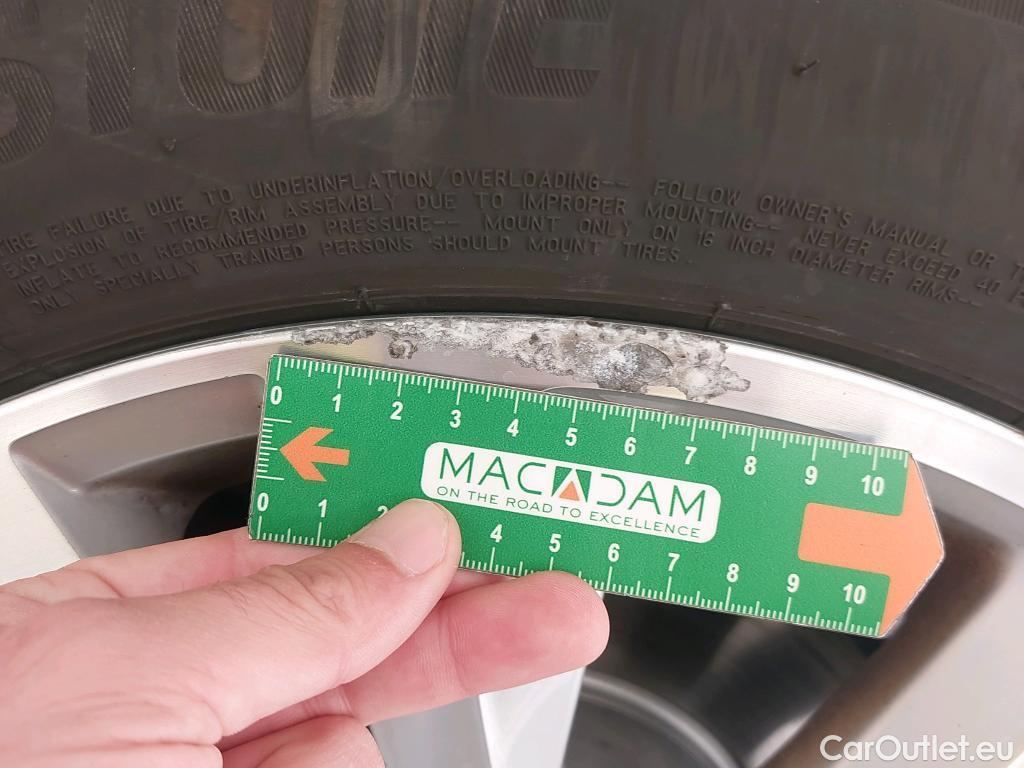 STONE
TIRE FAILURE DUE TO UNDERINFLATION/OVERLOADING-- FOLLOW OWNER'S MANUAL OR
EXPLOSION OF TIRE/RIM ASSEMBLY DUE TO IMPROPER MOUNTING-- NEVER EXCEED 40
INFLATE TO RECOMMENDED PRESSURE-- MOUNT ONLY ON 16 INCH DIAMETER RIMS--
ONLY SPECIALLY TRAINED PERSONS SHOULD MOUNT TIRES.
0 1 2 3 4 5 6 7 8 9 10
MACADAM
ON THE ROAD TO EXCELLENCE
0 1 2 4 5 6 7 8 9 10
CarOutlet.eu